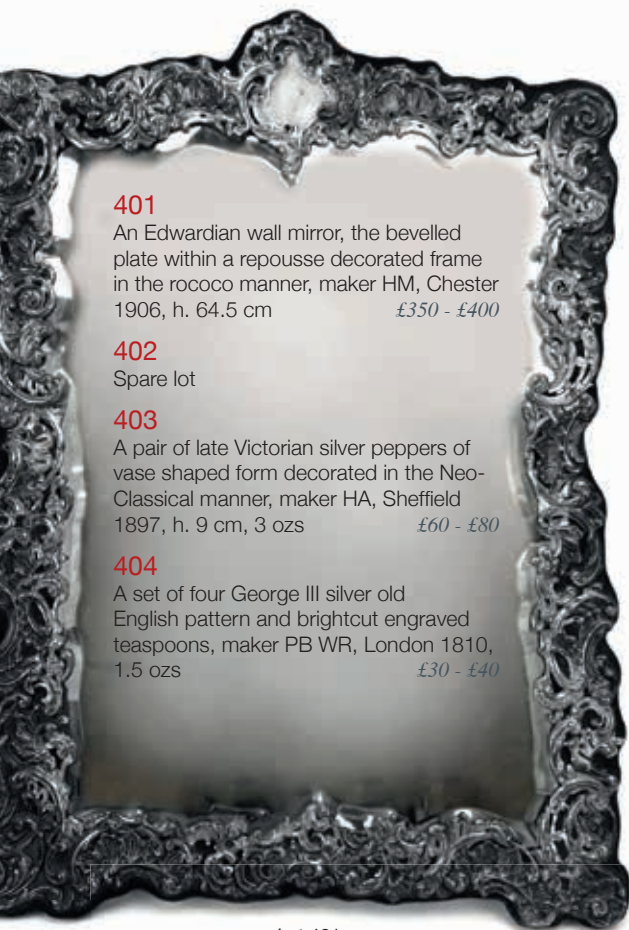 401
An Edwardian wall mirror, the bevelled
plate within a repousse decorated frame
in the rococo manner, maker HM, Chester
1906, h. 64.5 cm £350 - £400
402
Spare lot
403
A pair of late Victorian silver peppers of
vase shaped form decorated in the Neo-
Classical manner, maker HA, Sheffield
1897, h. 9 cm, 3 ozs £60 - £80
404
A set of four George III silver old
English pattern and brightcut engraved
teaspoons, maker PB WR, London 1810,
1.5 ozs £30 - £40